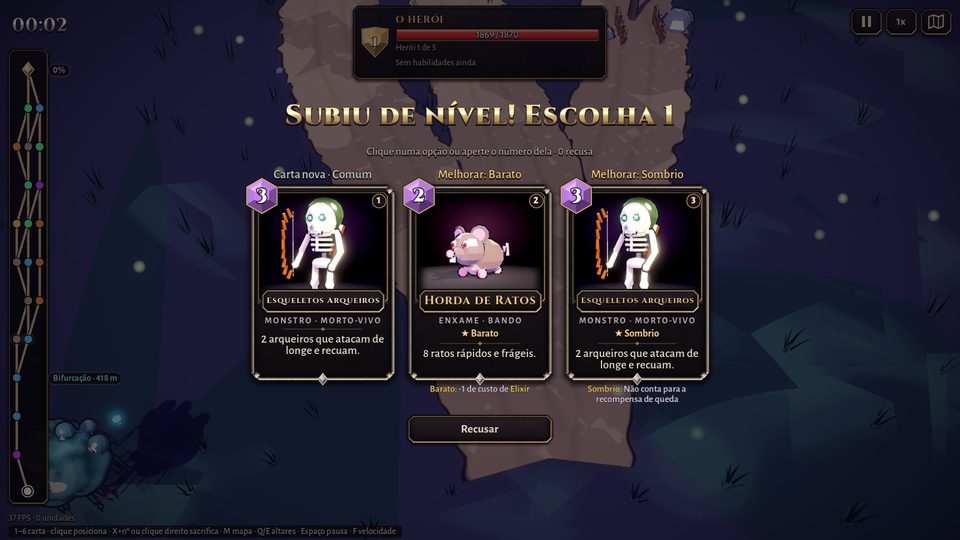 00:02
O HERÓI
1
1869 / 1870
Herói 1 de 5
Sem habilidades ainda
1x
0%
SUBIU DE NÍVEL! ESCOLHA 1
Clique numa opção ou aperte o número dela · 0 recusa
Carta nova · Comum
3
1
ESQUELETOS ARQUEIROS
MONSTRO · MORTO-VIVO
2 arqueiros que atacam de
longe e recuam.
Melhorar: Barato
2
2
HORDA DE RATOS
ENXAME · BANDO
★ Barato
8 ratos rápidos e frágeis.
Barato: -1 de custo de Elixir
Melhorar: Sombrio
3
3
ESQUELETOS ARQUEIROS
MONSTRO · MORTO-VIVO
★ Sombrio
2 arqueiros que atacam de
longe e recuam.
Sombrio: Não conta para a
recompensa de queda
Bifurcação · 418 m
Recusar
37 FPS · 0 unidades
1–6 carta · clique posiciona · X+nº ou clique direito sacrifica · M mapa · Q/E altares · Espaço pausa · F velocidade